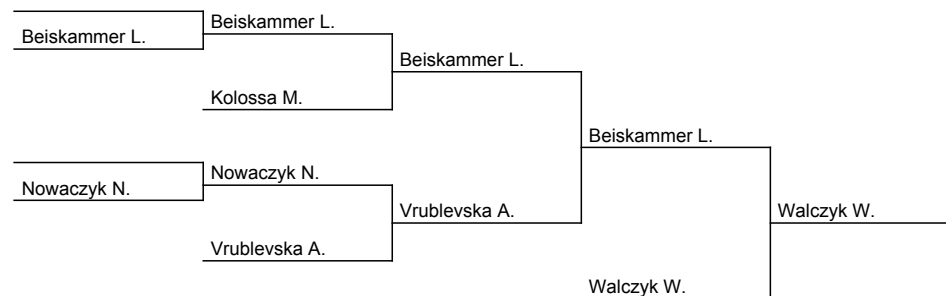 Beiskammer L.
Beiskammer L.
Beiskammer L.
Kolossa M.
Beiskammer L.
Nowaczyk N.
Nowaczyk N.
Vrublevska A.
Walczyk W.
Vrublevska A.
Walczyk W.